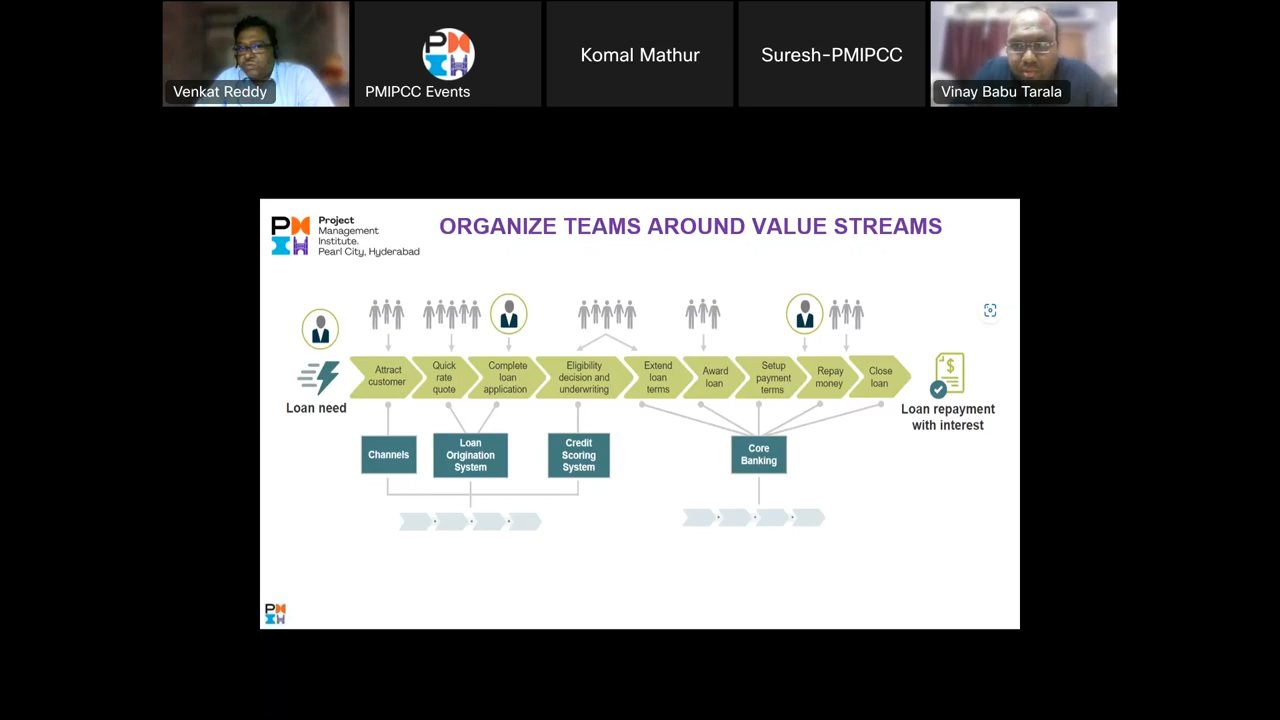 Venkat Reddy
PMIPCC Events
Komal Mathur
Suresh-PMIPCC
Vinay Babu Tarala
Project
Management
Institute.
Pearl City, Hyderabad
ORGANIZE TEAMS AROUND VALUE STREAMS
Loan need
Attract
customer
Quick
rate
quote
Complete
loan
application
Eligibility
decision and
underwriting
Extend
loan
terms
Award
loan
Setup
payment
terms
Repay
money
Close
loan
Loan repayment
with interest
Channels
Loan
Origination
System
Credit
Scoring
System
Core
Banking